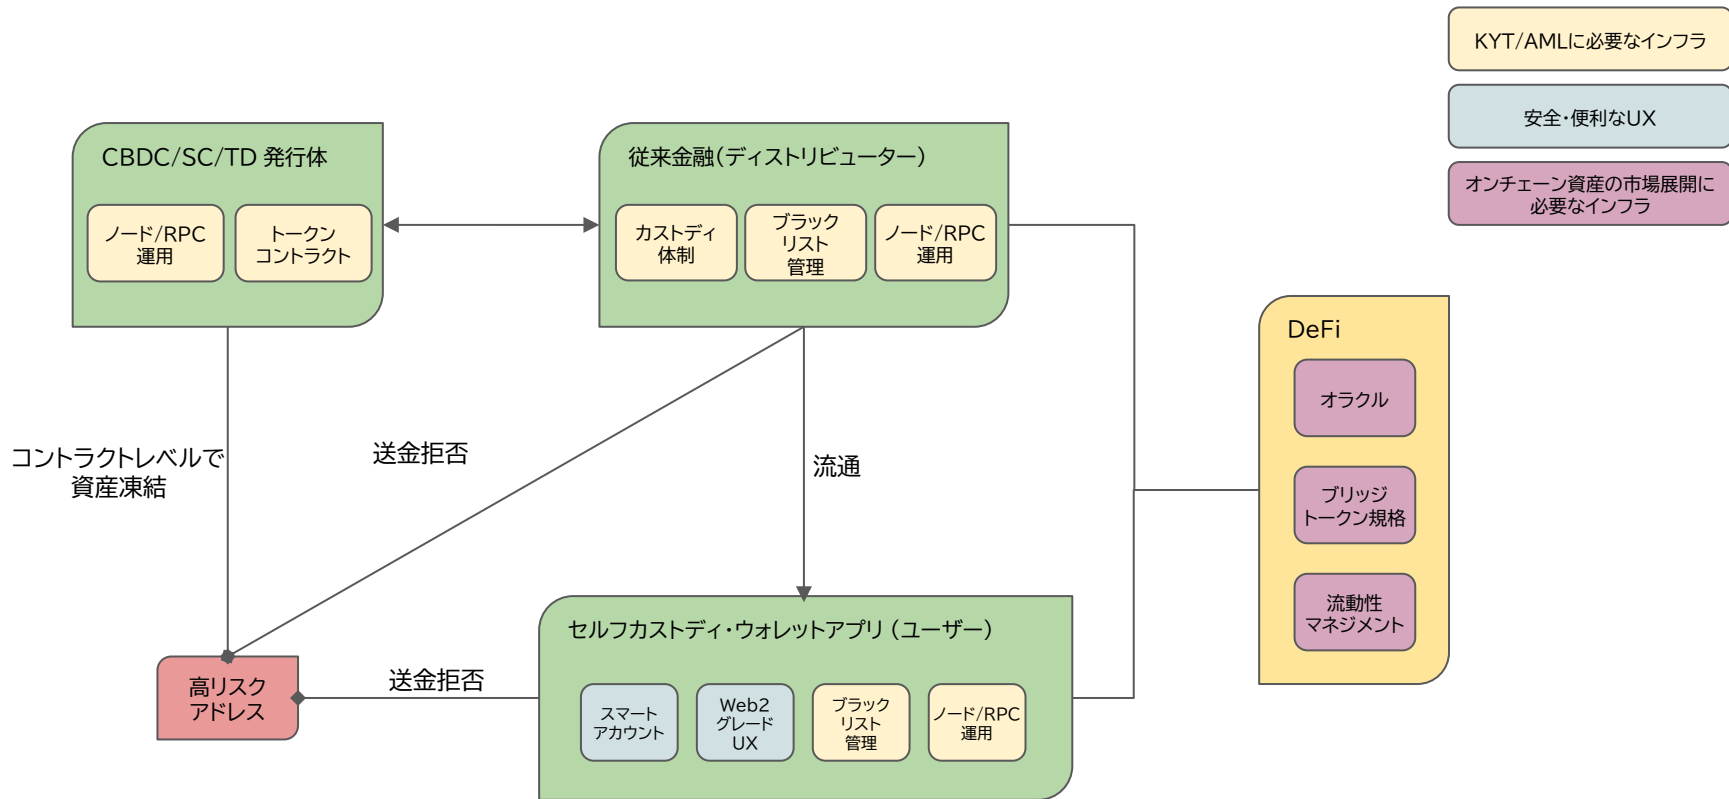 KYT/AMLに必要なインフラ
安全・便利なUX
オンチェーン資産の市場展開に
必要なインフラ
CBDC/SC/TD 発行体
ノード/RPC
運用
トークン
コントラクト
従来金融(ディストリビューター)
カストディ
体制
ブラック
リスト
管理
ノード/RPC
運用
DeFi
オラクル
ブリッジ
トークン規格
流動性
マネジメント
コントラクトレベルで
資産凍結
送金拒否
流通
高リスク
アドレス
送金拒否
セルフカストディ・ウォレットアプリ (ユーザー)
スマート
アカウント
Web2
グレード
UX
ブラック
リスト
管理
ノード/RPC
運用